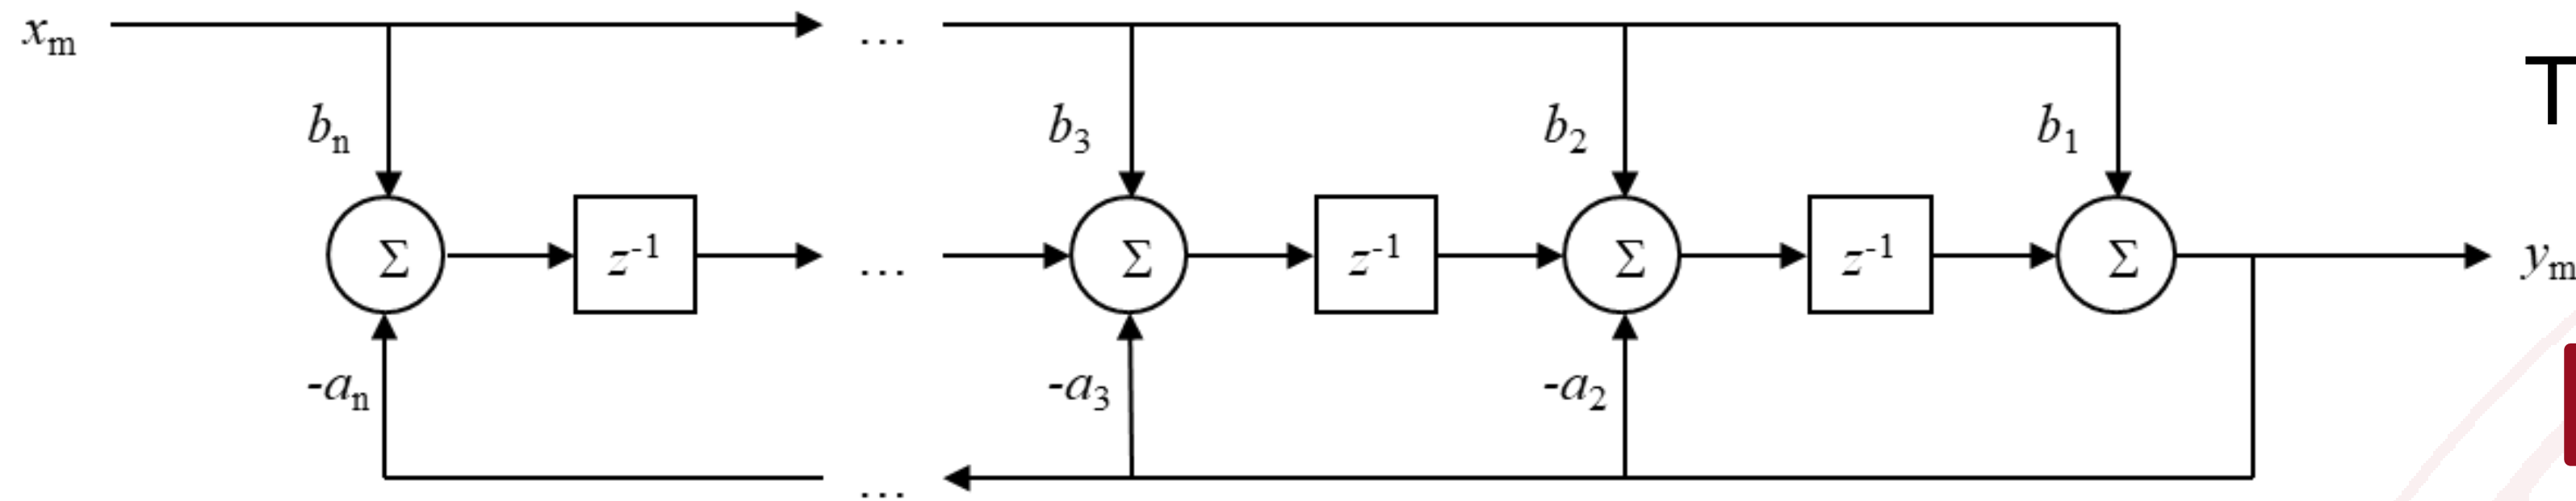 xₘ … T
bₙ b₃ b₂ b₁
Σ z⁻¹ … Σ z⁻¹ Σ z⁻¹ Σ yₘ
-aₙ -a₃ -a₂
…